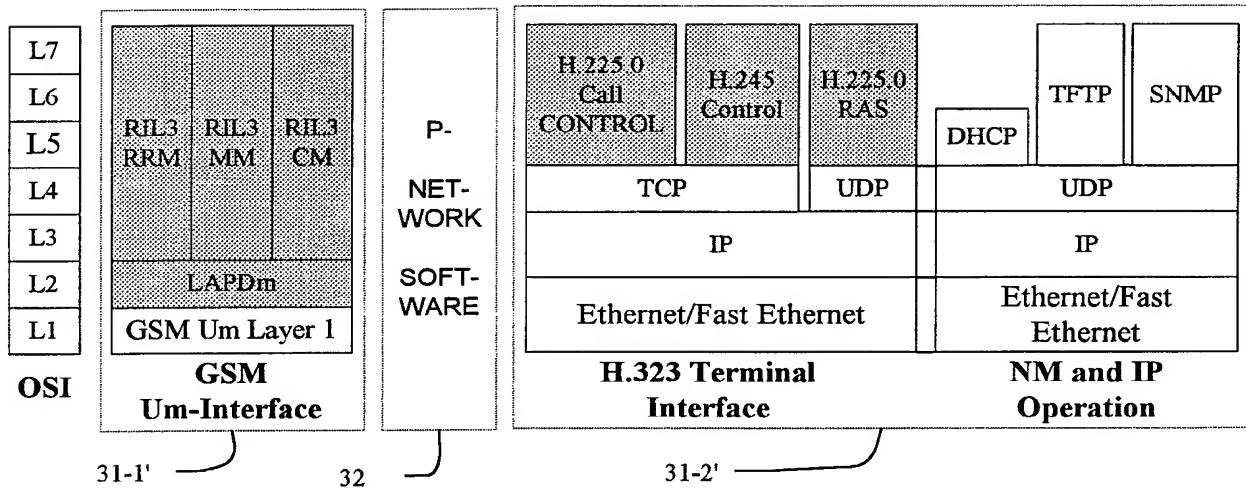 L7
L6
L5
L4
L3
L2
L1
OSI
RIL3
RRM
RIL3
MM
RIL3
CM
LAPDm
GSM Um Layer 1
GSM
Um-Interface
31-1'
P-
NET-
WORK
SOFT-
WARE
32
H.225.0
Call
CONTROL
H.245
Control
H.225.0
RAS
TCP
UDP
IP
Ethernet/Fast Ethernet
H.323 Terminal
Interface
DHCP
TFTP
SNMP
UDP
IP
Ethernet/Fast
Ethernet
NM and IP
Operation
31-2'